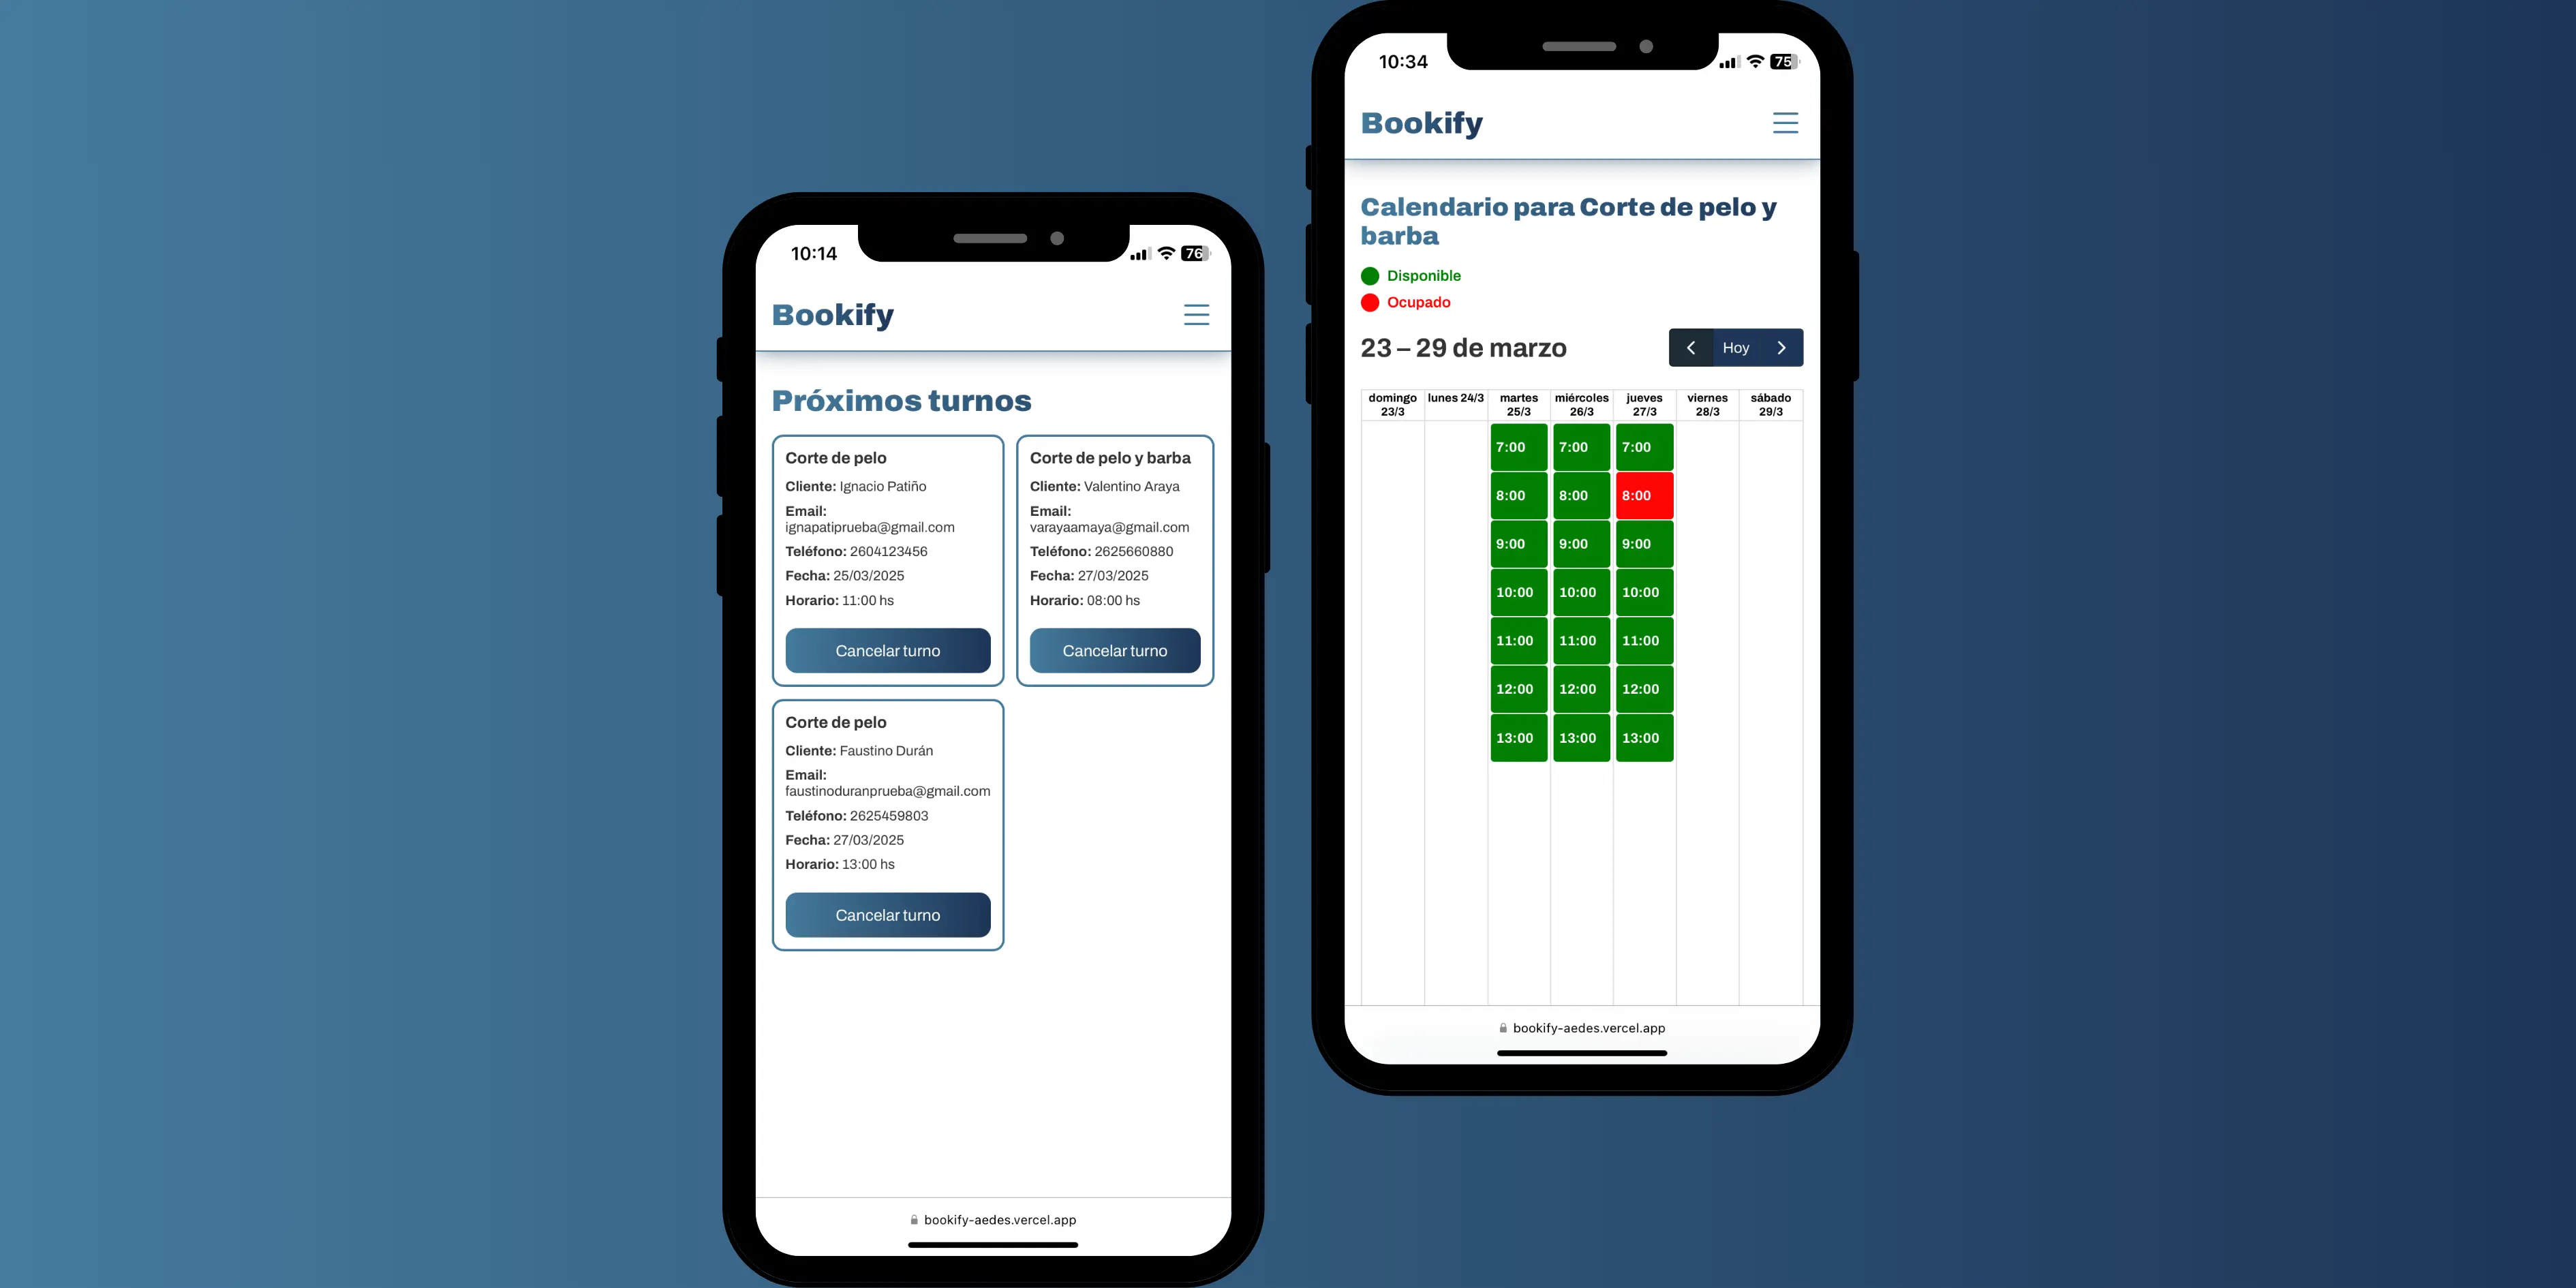 10:14
76
Bookify
Próximos turnos
Corte de pelo
Cliente: Ignacio Patiño
Email:
ignapatiprueba@gmail.com
Teléfono: 2604123456
Fecha: 25/03/2025
Horario: 11:00 hs
Cancelar turno
Corte de pelo y barba
Cliente: Valentino Araya
Email:
varayaamaya@gmail.com
Teléfono: 2625660880
Fecha: 27/03/2025
Horario: 08:00 hs
Cancelar turno
Corte de pelo
Cliente: Faustino Durán
Email:
faustinoduranprueba@gmail.com
Teléfono: 2625459803
Fecha: 27/03/2025
Horario: 13:00 hs
Cancelar turno
bookify-aedes.vercel.app
10:34
75
Bookify
Calendario para Corte de pelo y
barba
Disponible
Ocupado
23 – 29 de marzo
Hoy
domingo lunes 24/3 martes miércoles jueves viernes sábado
23/3 25/3 26/3 27/3 28/3 29/3
7:00 7:00 7:00
8:00 8:00 8:00
9:00 9:00 9:00
10:00 10:00 10:00
11:00 11:00 11:00
12:00 12:00 12:00
13:00 13:00 13:00
bookify-aedes.vercel.app